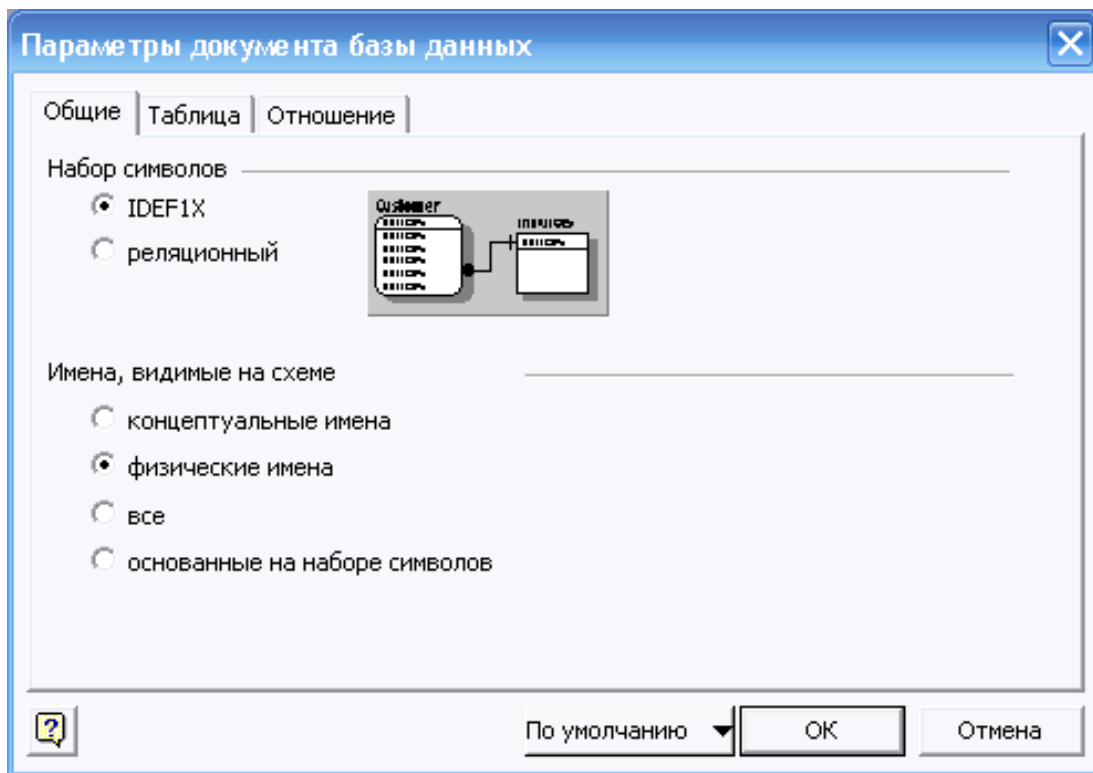 Параметры документа базы данных
Общие Таблица Отношение
Набор символов
IDEF1X
реляционный
Customer
Имена, видимые на схеме
концептуальные имена
физические имена
все
основанные на наборе символов
? По умолчанию ОК Отмена